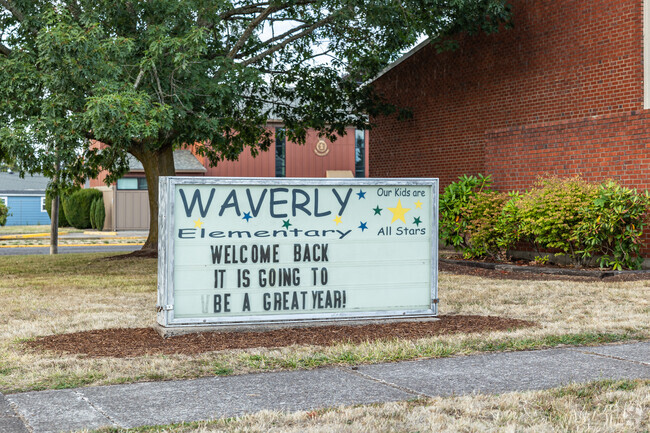 WAVERLY
Elementary
Our Kids are
All Stars
WELCOME BACK
IT IS GOING TO
BE A GREAT YEAR!